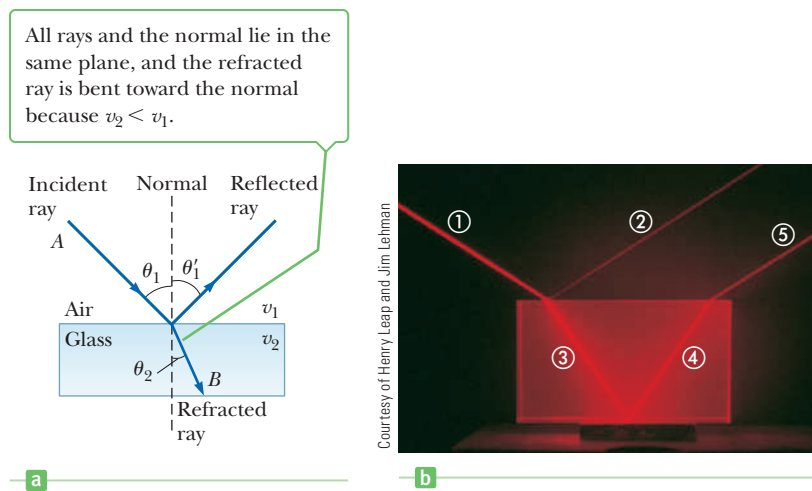 All rays and the normal lie in the
same plane, and the refracted
ray is bent toward the normal
because v₂ < v₁.
Incident
ray
Normal
Reflected
ray
A
θ₁
θ′₁
Air
v₁
Glass
v₂
θ₂
B
Refracted
ray
a
Courtesy of Henry Leap and Jim Lehman
①
②
③
④
⑤
b